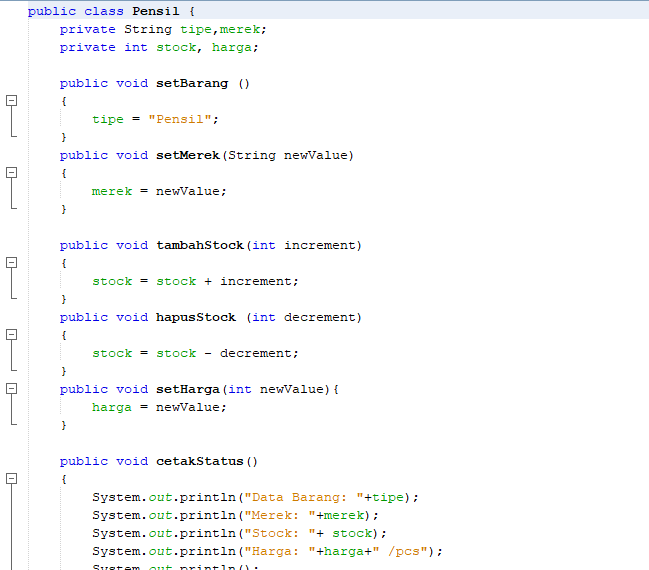 public class Pensil {
    private String tipe,merek;
    private int stock, harga;
    public void setBarang ()
    {
        tipe = "Pensil";
    }
    public void setMerek(String newValue)
    {
        merek = newValue;
    }
    public void tambahStock(int increment)
    {
        stock = stock + increment;
    }
    public void hapusStock (int decrement)
    {
        stock = stock - decrement;
    }
    public void setHarga(int newValue){
        harga = newValue;
    }
    public void cetakStatus()
    {
        System.out.println("Data Barang: "+tipe);
        System.out.println("Merek: "+merek);
        System.out.println("Stock: "+ stock);
        System.out.println("Harga: "+harga+" /pcs");
        System.out.println();